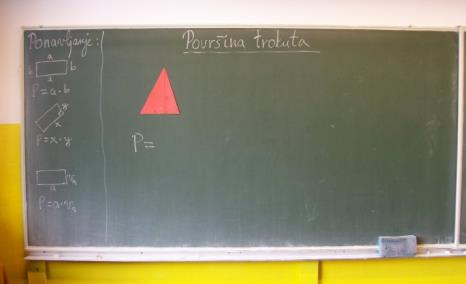 Ponavljanje:
a
b b
a
P=a·b
y
x
P=x·y
va
a
P=a·va
Površina trokuta
P=